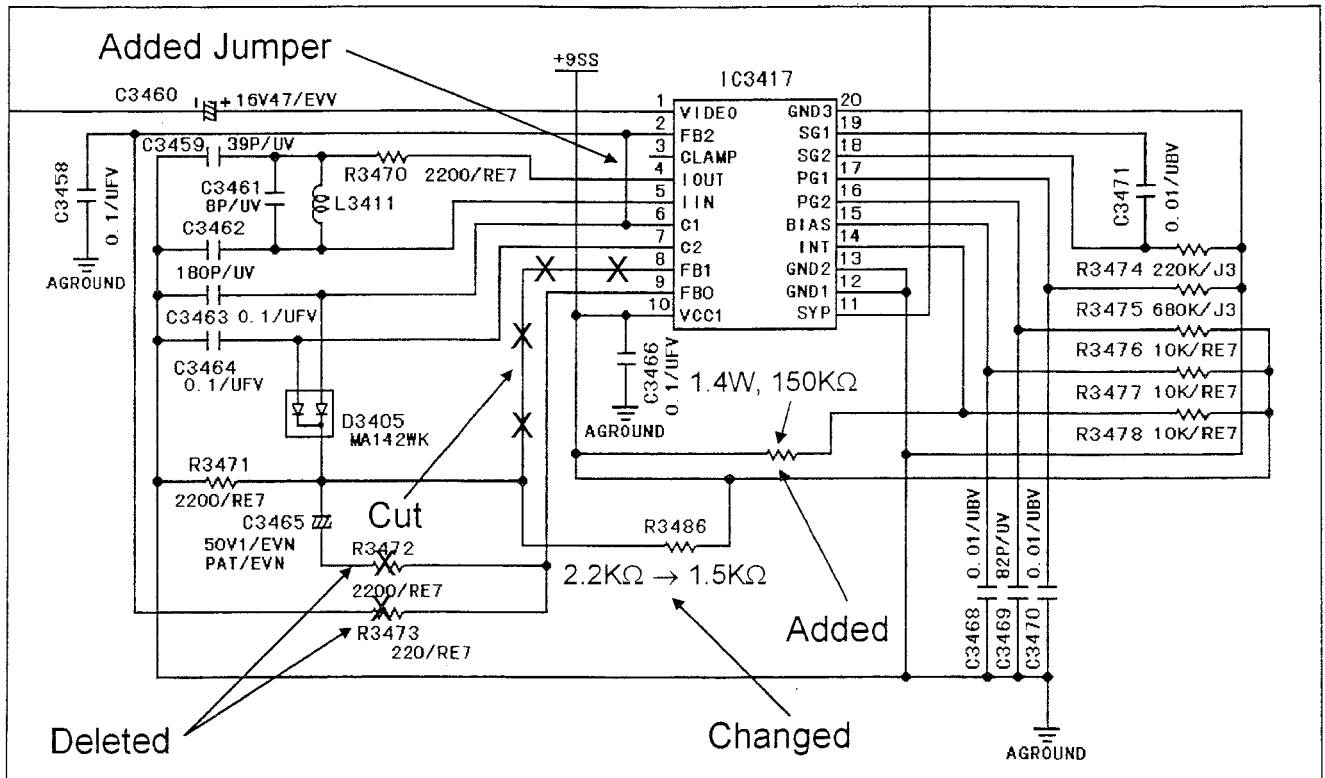 Added Jumper
+9SS
IC3417
C3460
+ 16V47/EVV
1 VIDEO
2 FB2
3 CLAMP
4 IOUT
5 IIN
6 C1
7 C2
8 FB1
9 FB0
10 VCC1
GND3 20
SG1 19
SG2 18
PG1 17
PG2 16
BIAS 15
INT 14
GND2 13
GND1 12
SYP 11
C3459
39P/UV
C3458
0.1/UFV
AGROUND
R3470
2200/RE7
C3461
8P/UV
L3411
C3462
180P/UV
C3463 0.1/UFV
C3464
0.1/UFV
D3405
MA142WK
C3466
0.1/UFV
AGROUND
C3471
0.01/UBV
R3474 220K/J3
R3475 680K/J3
R3476 10K/RE7
R3477 10K/RE7
R3478 10K/RE7
1.4W, 150KΩ
R3471
2200/RE7
Cut
C3465
50V1/EVN
PAT/EVN
R3472
2200/RE7
R3473
220/RE7
R3486
2.2KΩ → 1.5KΩ
Added
C3468
0.01/UBV
C3469
82P/UV
C3470
0.01/UBV
Deleted
Changed
AGROUND